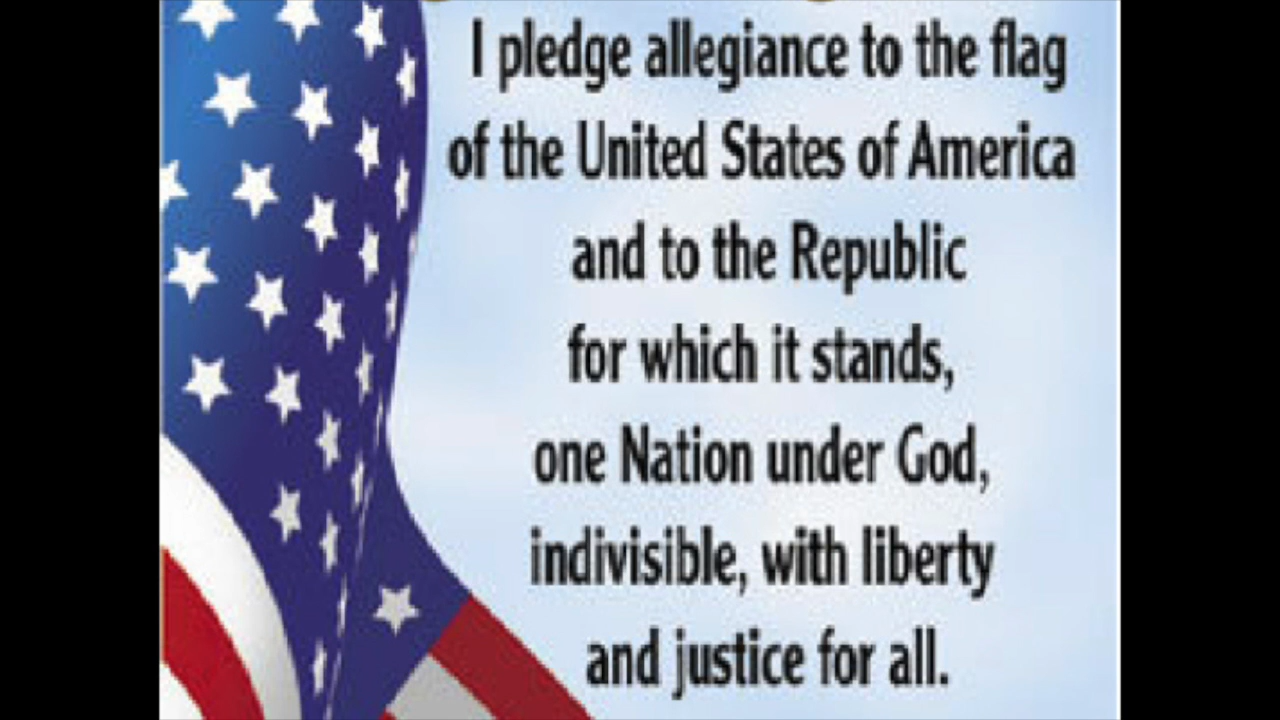 I pledge allegiance to the flag
of the United States of America
and to the Republic
for which it stands,
one Nation under God,
indivisible, with liberty
and justice for all.